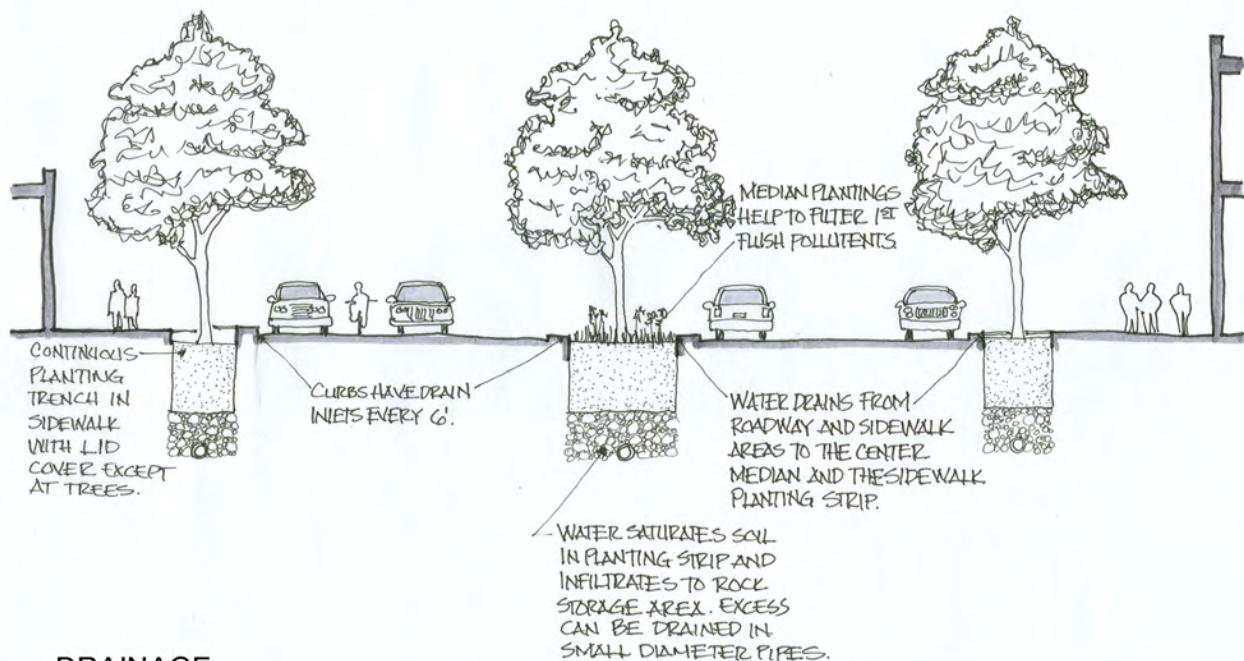 MEDIAN PLANTINGS
HELP TO FILTER 1ST
FLUSH POLLUTENTS.
CONTINUOUS
PLANTING
TRENCH IN
SIDEWALK
WITH LID
COVER EXCEPT
AT TREES.
CURBS HAVE DRAIN
INLETS EVERY 6'.
WATER DRAINS FROM
ROADWAY AND SIDEWALK
AREAS TO THE CENTER
MEDIAN AND THE SIDEWALK
PLANTING STRIP.
WATER SATURATES SOIL
IN PLANTING STRIP AND
INFILTRATES TO ROCK
STORAGE AREA. EXCESS
CAN BE DRAINED IN
SMALL DIAMETER PIPES.
DRAINAGE